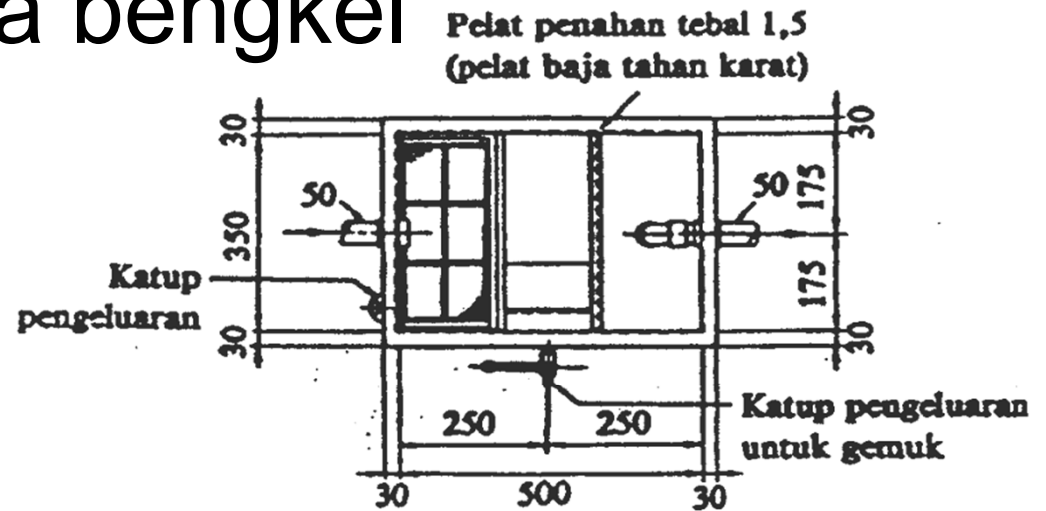 a bengkel
Pelat penahan tebal 1,5
(pelat baja tahan karat)
30
30
50
50
175
350
Katup
pengeluaran
175
30
30
Katup pengeluaran
untuk gemuk
250
250
30
500
30